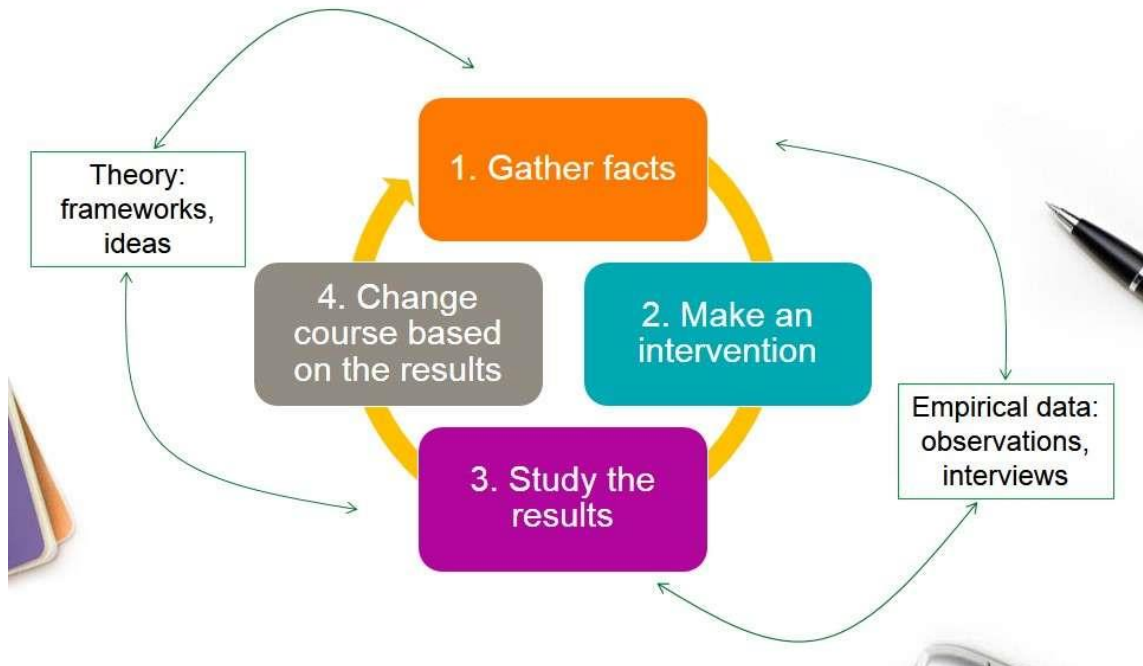 1. Gather facts
Theory:
frameworks,
ideas
4. Change
course based
on the results
2. Make an
intervention
Empirical data:
observations,
interviews
3. Study the
results